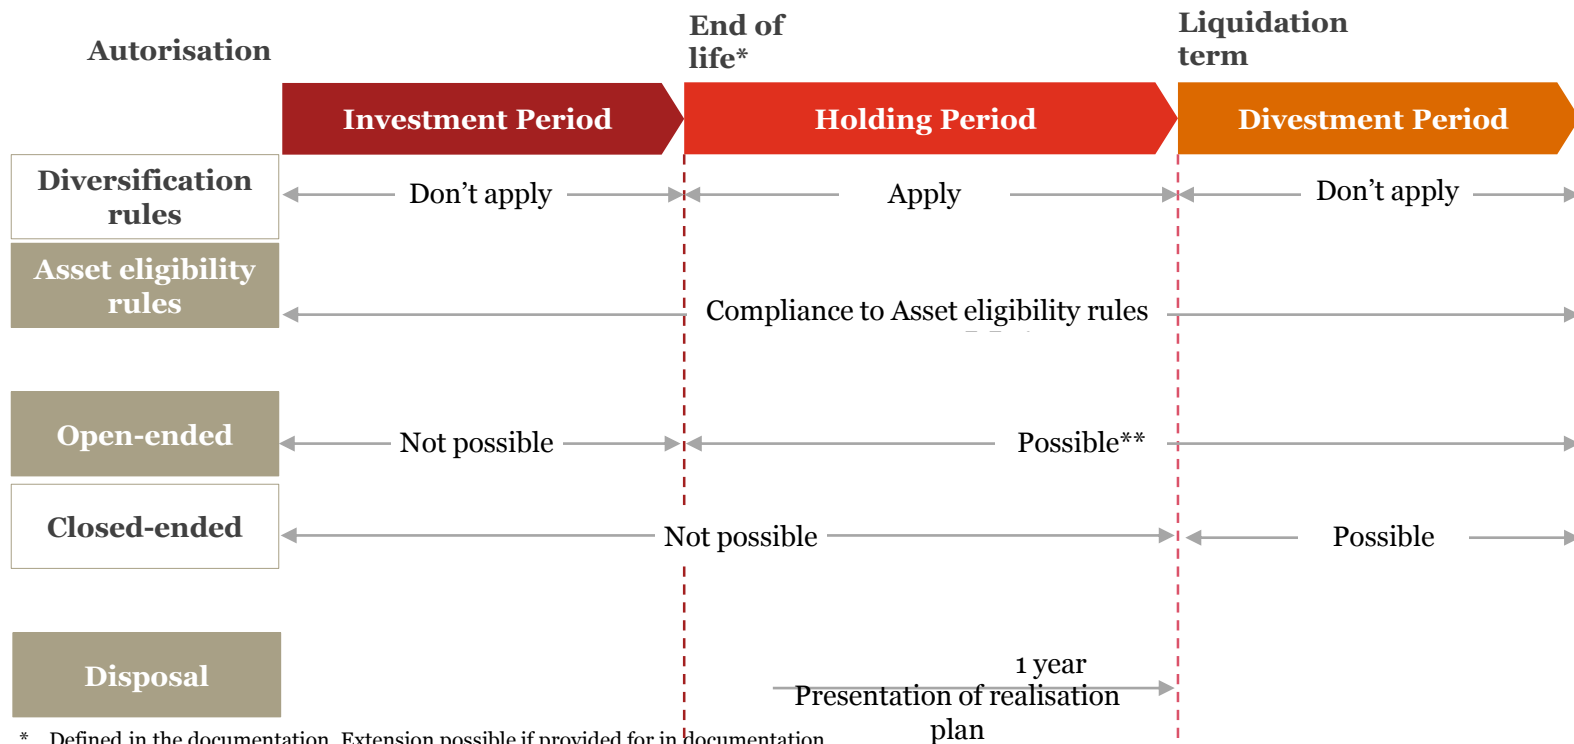 Autorisation
End of
life*
Liquidation
term
Investment Period
Holding Period
Divestment Period
Diversification
rules
Don't apply
Apply
Don't apply
Asset eligibility
rules
Compliance to Asset eligibility rules
Open-ended
Not possible
Possible**
Closed-ended
Not possible
Possible
Disposal
1 year
Presentation of realisation
plan
* Defined in the documentation. Extension possible if provided for in documentation